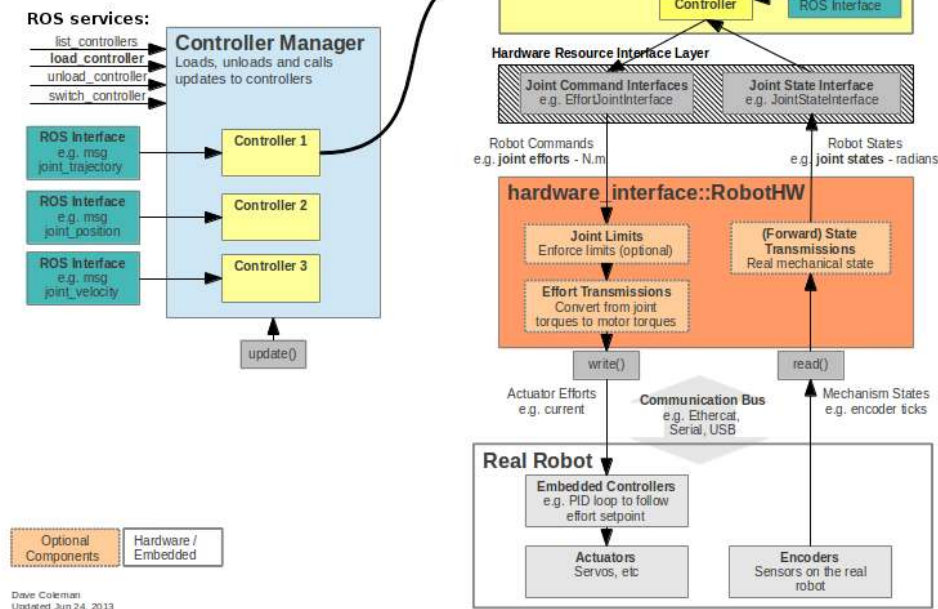 ROS services:
list_controllers
load_controller
unload_controller
switch_controller
Controller Manager
Loads, unloads and calls
updates to controllers
ROS Interface
e.g. msg
joint_trajectory
Controller 1
ROS Interface
e.g. msg
joint_position
Controller 2
ROS Interface
e.g. msg
joint_velocity
Controller 3
update()
Controller
ROS Interface
Hardware Resource Interface Layer
Joint Command Interfaces
e.g. EffortJointInterface
Joint State Interface
e.g. JointStateInterface
Robot Commands
e.g. joint efforts - N.m
Robot States
e.g. joint states - radians
hardware_interface::RobotHW
Joint Limits
Enforce limits (optional)
Effort Transmissions
Convert from joint
torques to motor torques
(Forward) State
Transmissions
Real mechanical state
write()
read()
Actuator Efforts
e.g. current
Communication Bus
e.g. Ethercat,
Serial, USB
Mechanism States
e.g. encoder ticks
Real Robot
Embedded Controllers
e.g. PID loop to follow
effort setpoint
Actuators
Servos, etc
Encoders
Sensors on the real
robot
Optional
Components
Hardware /
Embedded
Dave Coleman
Updated Jun 24, 2013